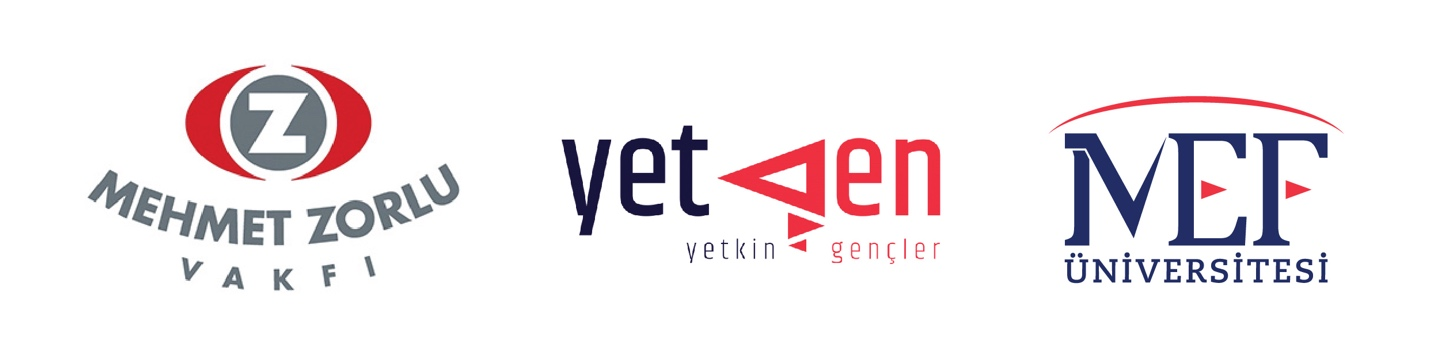 Z
MEHMET ZORLU
VAKFI
yetgen
yetkin gençler
MEF
ÜNİVERSİTESİ